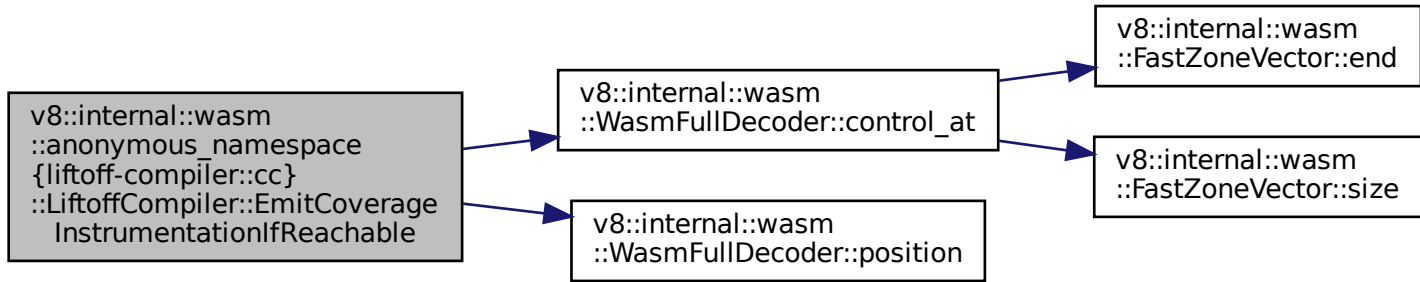 v8::internal::wasm
::anonymous_namespace
{liftoff-compiler::cc}
::LiftoffCompiler::EmitCoverage
InstrumentationIfReachable
v8::internal::wasm
::WasmFullDecoder::control_at
v8::internal::wasm
::FastZoneVector::end
v8::internal::wasm
::FastZoneVector::size
v8::internal::wasm
::WasmFullDecoder::position